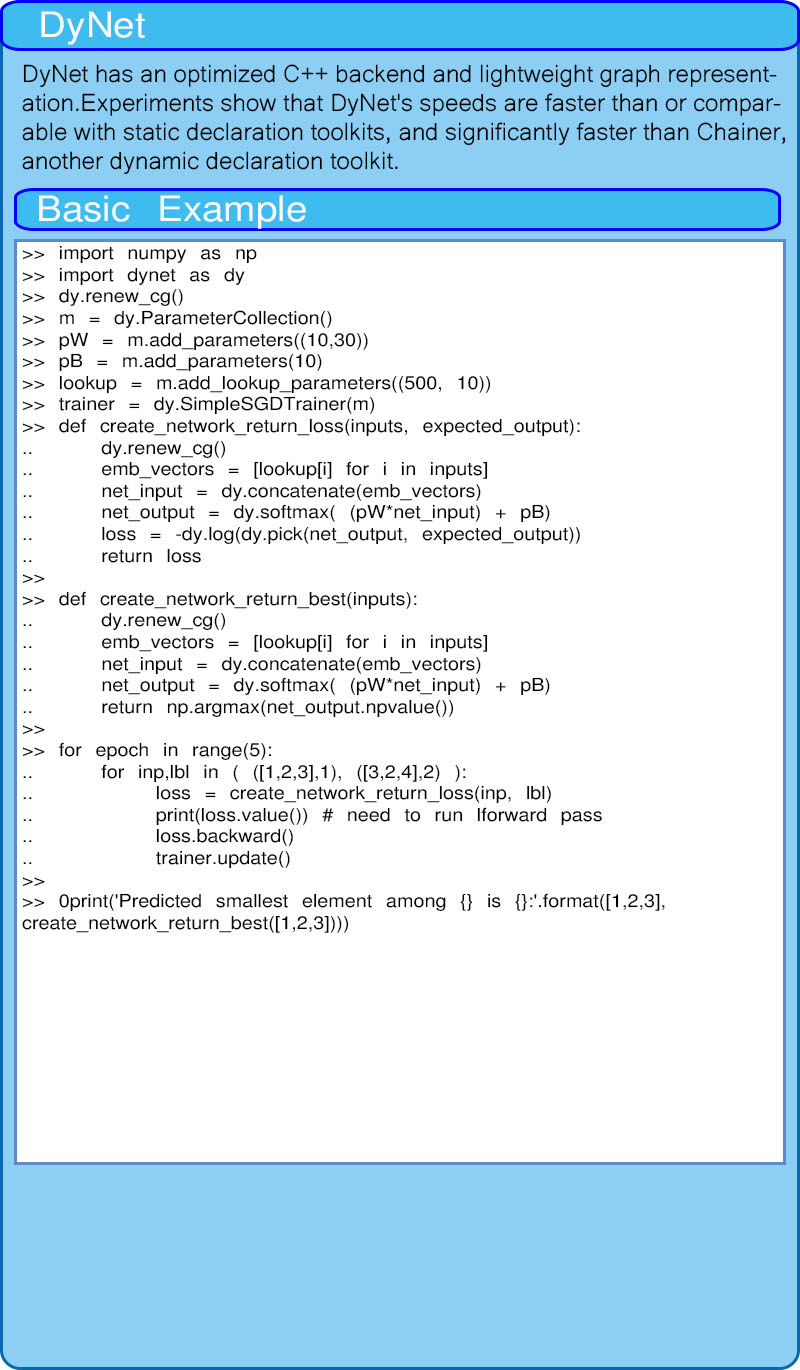 DyNet
DyNet has an optimized C++ backend and lightweight graph represent-
ation.Experiments show that DyNet's speeds are faster than or compar-
able with static declaration toolkits, and significantly faster than Chainer,
another dynamic declaration toolkit.
Basic Example
>> import numpy as np
>> import dynet as dy
>> dy.renew_cg()
>> m = dy.ParameterCollection()
>> pW = m.add_parameters((10,30))
>> pB = m.add_parameters(10)
>> lookup = m.add_lookup_parameters((500, 10))
>> trainer = dy.SimpleSGDTrainer(m)
>> def create_network_return_loss(inputs, expected_output):
.. dy.renew_cg()
.. emb_vectors = [lookup[i] for i in inputs]
.. net_input = dy.concatenate(emb_vectors)
.. net_output = dy.softmax( (pW*net_input) + pB)
.. loss = -dy.log(dy.pick(net_output, expected_output))
.. return loss
>>
>> def create_network_return_best(inputs):
.. dy.renew_cg()
.. emb_vectors = [lookup[i] for i in inputs]
.. net_input = dy.concatenate(emb_vectors)
.. net_output = dy.softmax( (pW*net_input) + pB)
.. return np.argmax(net_output.npvalue())
>>
>> for epoch in range(5):
.. for inp,lbl in ( ([1,2,3],1), ([3,2,4],2) ):
.. loss = create_network_return_loss(inp, lbl)
.. print(loss.value()) # need to run lforward pass
.. loss.backward()
.. trainer.update()
>>
>> 0print('Predicted smallest element among {} is {}:'.format([1,2,3],
create_network_return_best([1,2,3])))